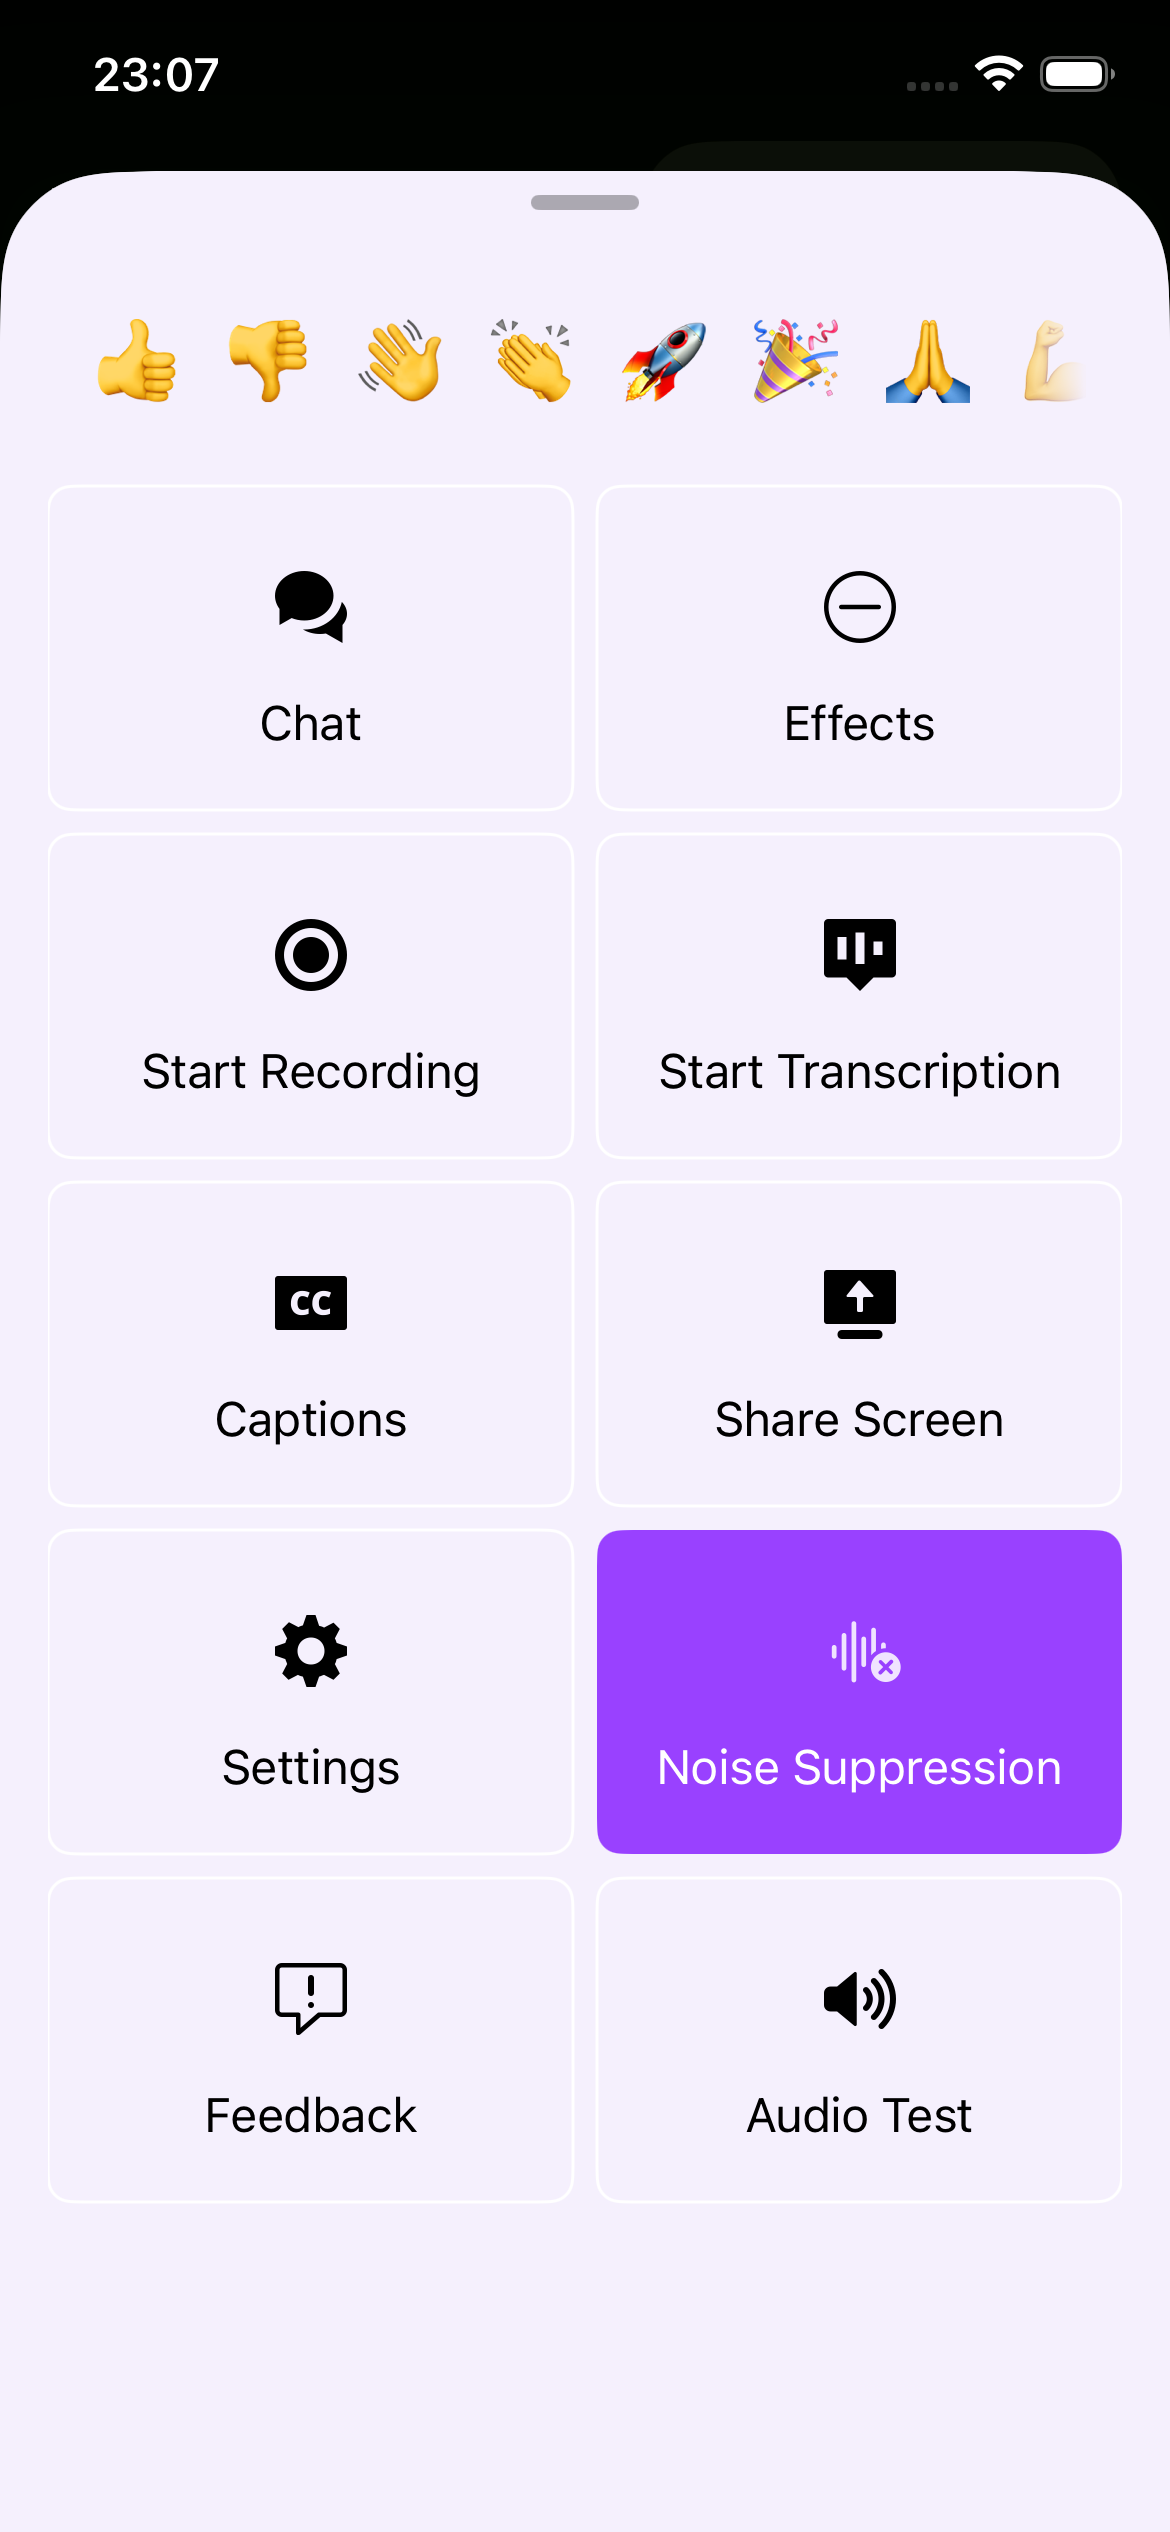 23:07
👍 👎 👋 👏 🚀 🎉 🙏 💪
Chat
Effects
Start Recording
Start Transcription
CC
Captions
Share Screen
Settings
Noise Suppression
!
Feedback
Audio Test